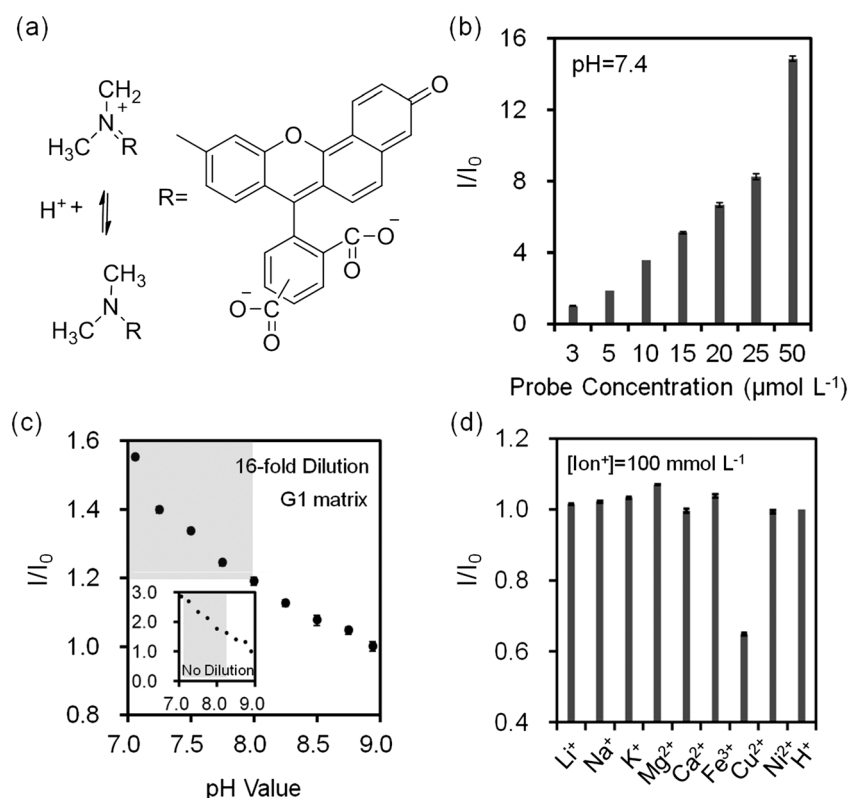 (a)
CH2
+
N
H3C
R
H+ +
CH3
N
H3C
R
R=
O
O
−
C−O
O
−
O−C
O
(b)
16
12
8
4
0
I/I0
pH=7.4
3 5 10 15 20 25 50
Probe Concentration (μmol L-1)
(c)
1.6
1.4
1.2
1.0
0.8
I/I0
16-fold Dilution
G1 matrix
3.0
2.0
1.0
0.0
No Dilution
7.0 8.0 9.0
7.0 7.5 8.0 8.5 9.0
pH Value
(d)
1.2
1.0
0.8
0.6
0.4
I/I0
[Ion+]=100 mmol L-1
Li+ Na+ K+ Mg2+ Ca2+ Fe3+ Cu2+ Ni2+ H+